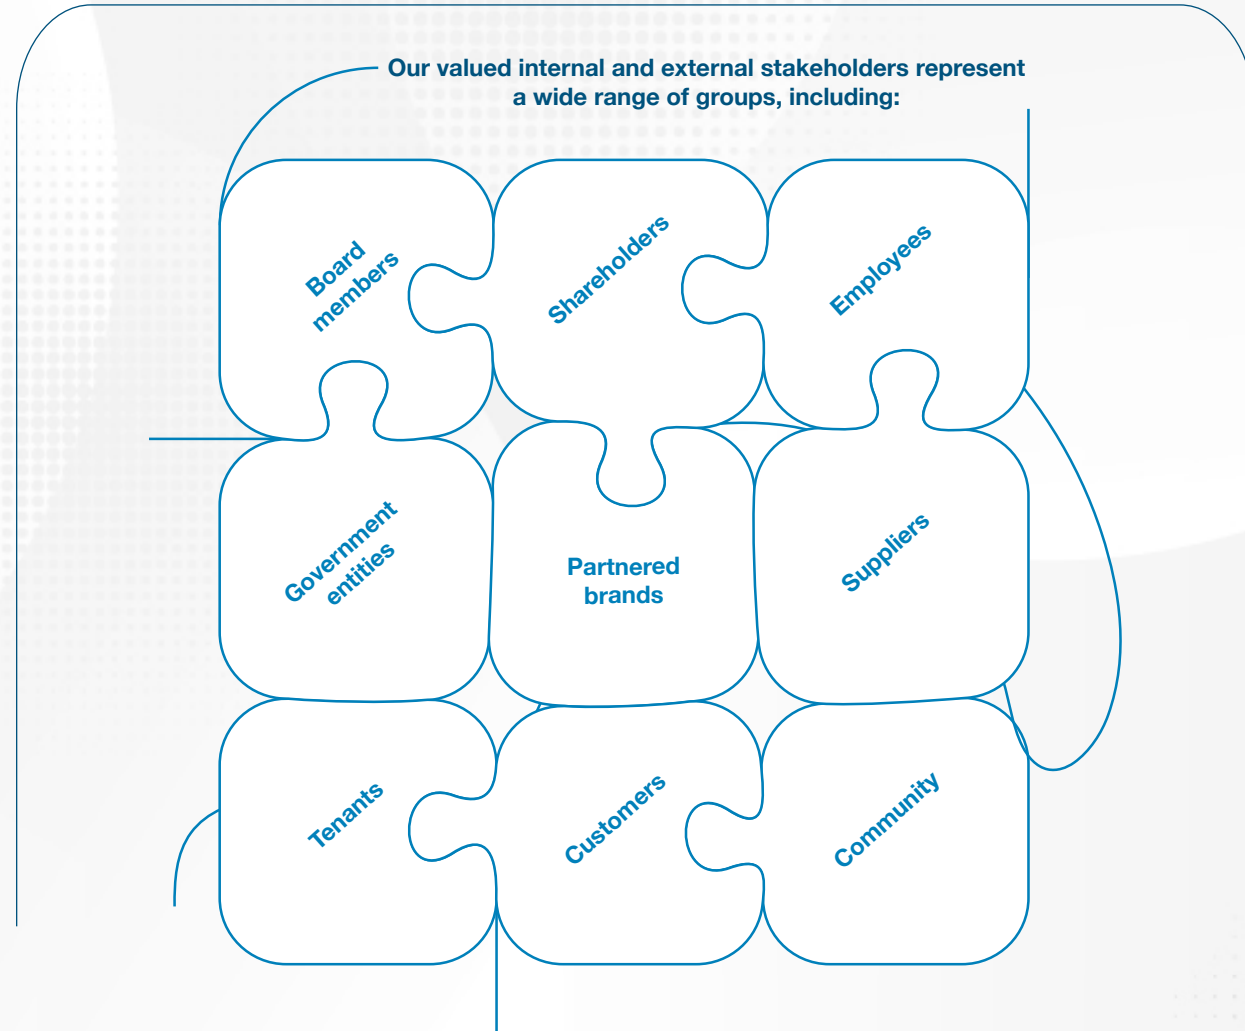 Our valued internal and external stakeholders represent
a wide range of groups, including:
Board
members
Shareholders
Employees
Government
entities
Partnered
brands
Suppliers
Tenants
Customers
Community